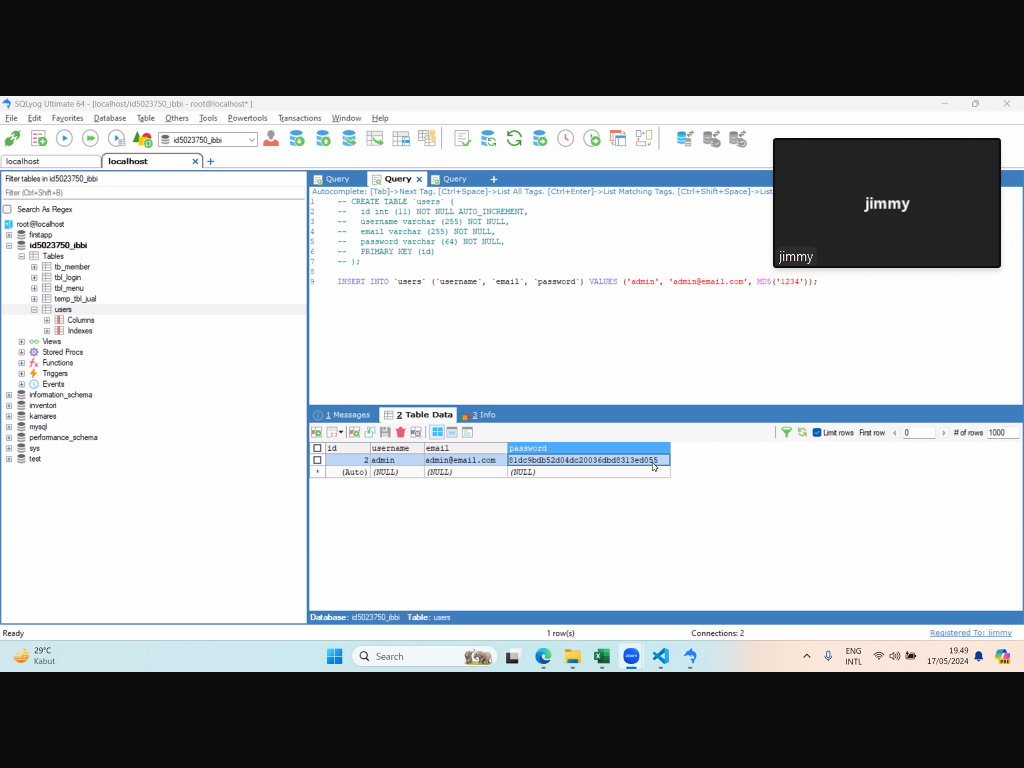 SQLyog Ultimate 64 - [localhost/id5023750_ibbi - root@localhost* ]
File Edit Favorites Database Table Others Tools Powertools Transactions Window Help
id5023750_ibbi
localhost
localhost
Filter tables in id5023750_ibbi
Filter (Ctrl+Shift+B)
Search As Regex
root@localhost
firstapp
id5023750_ibbi
Tables
tb_member
tbl_login
tbl_menu
temp_tbl_jual
users
Columns
Indexes
Views
Stored Procs
Functions
Triggers
Events
information_schema
inventori
kamares
mysql
performance_schema
sys
test
Query Query Query
Autocomplete: [Tab]->Next Tag. [Ctrl+Space]->List All Tags. [Ctrl+Enter]->List Matching Tags. [Ctrl+Shift+Space]->List
1 -- CREATE TABLE `users` (
2 -- id int (11) NOT NULL AUTO_INCREMENT,
3 -- username varchar (255) NOT NULL,
4 -- email varchar (255) NOT NULL,
5 -- password varchar (64) NOT NULL,
6 -- PRIMARY KEY (id)
7 -- );
8
9 INSERT INTO `users` (`username`, `email`, `password`) VALUES ('admin', 'admin@email.com', MD5('1234'));
jimmy
jimmy
1 Messages 2 Table Data 3 Info
Limit rows First row 0 # of rows 1000
id username email password
2 admin admin@email.com 81dc9bdb52d04dc20036dbd8313ed055
* (Auto) (NULL) (NULL) (NULL)
Database: id5023750_ibbi Table: users
Ready 1 row(s) Connections: 2 Registered To: jimmy
29°C
Kabut
Search
zoom
PRE
ENG
INTL
19.49
17/05/2024